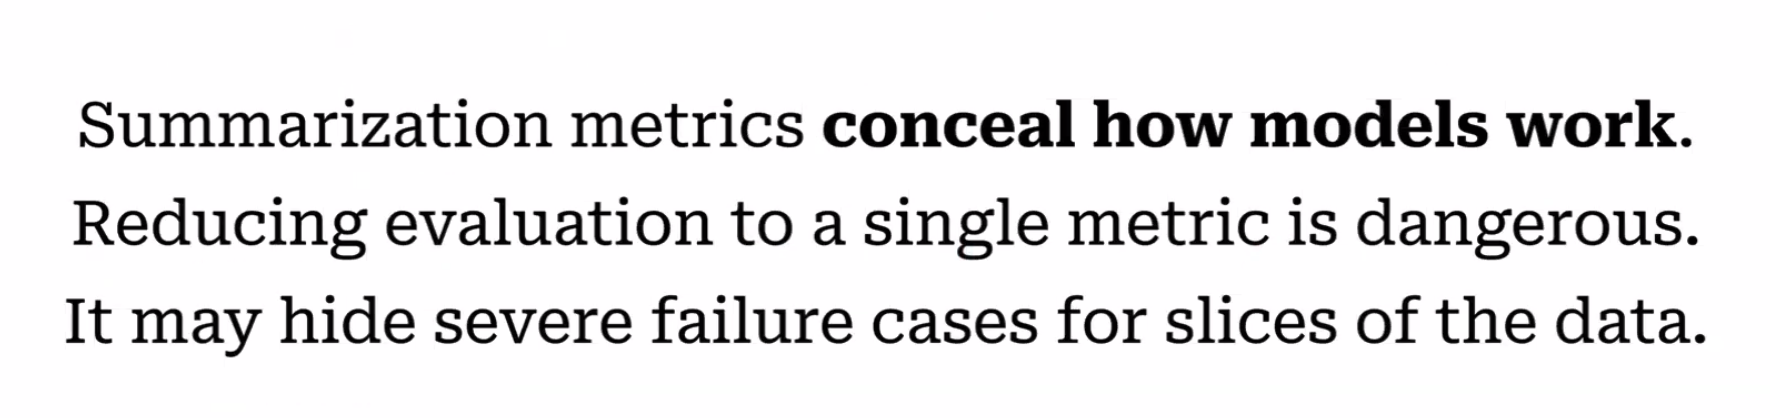 Summarization metrics conceal how models work.
Reducing evaluation to a single metric is dangerous.
It may hide severe failure cases for slices of the data.